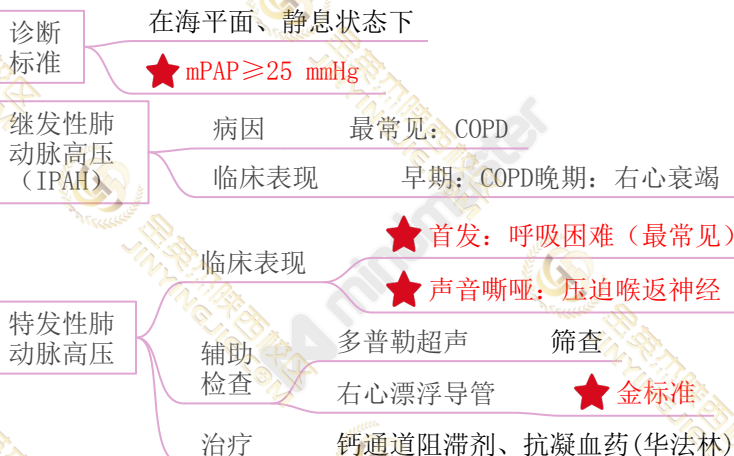 诊断
标准
在海平面、静息状态下
mPAP≥25 mmHg
继发性肺
动脉高压
（IPAH）
病因 最常见：COPD
临床表现 早期：COPD晚期：右心衰竭
特发性肺
动脉高压
临床表现
首发：呼吸困难（最常见）
声音嘶哑：压迫喉返神经
辅助
检查
多普勒超声 筛查
右心漂浮导管 金标准
治疗 钙通道阻滞剂、抗凝血药(华法林)
mindmaster